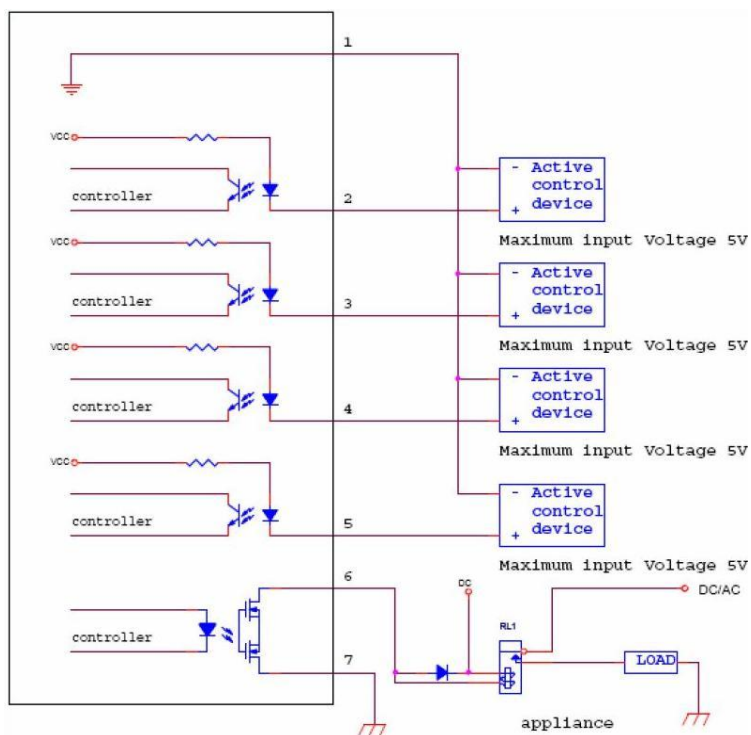 1
VCC
controller
2
- Active
control
+ device
Maximum input Voltage 5V
VCC
controller
3
- Active
control
+ device
Maximum input Voltage 5V
VCC
controller
4
- Active
control
+ device
Maximum input Voltage 5V
VCC
controller
5
- Active
control
+ device
Maximum input Voltage 5V
6
DC
DC/AC
RL1
controller
7
LOAD
appliance